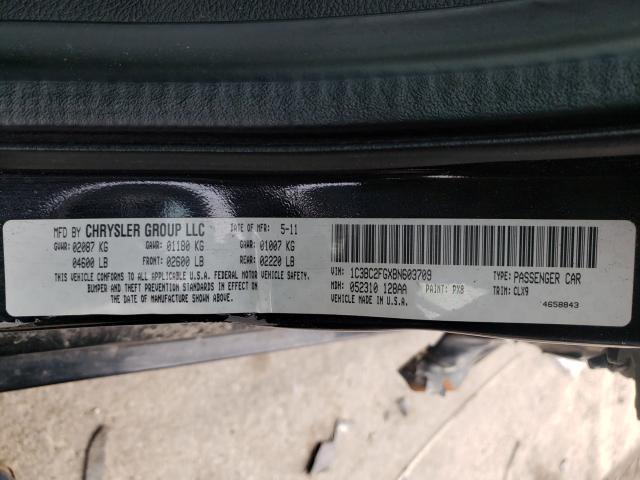 MFD BY CHRYSLER GROUP LLC DATE OF MFR: 5-11
GVWR: 02087 KG GAWR: 01180 KG GAWR: 01007 KG
04600 LB FRONT: 02600 LB REAR: 02220 LB
THIS VEHICLE CONFORMS TO ALL APPLICABLE U.S.A. FEDERAL MOTOR VEHICLE SAFETY,
BUMPER AND THEFT PREVENTION STANDARDS IN EFFECT ON
THE DATE OF MANUFACTURE SHOWN ABOVE.
VIN: 1C3BC2FGXBN603709 TYPE: PASSENGER CAR
MDH: 052310 128AA PAINT: PX8 TRIM: CLX9
VEHICLE MADE IN U.S.A. 4658843